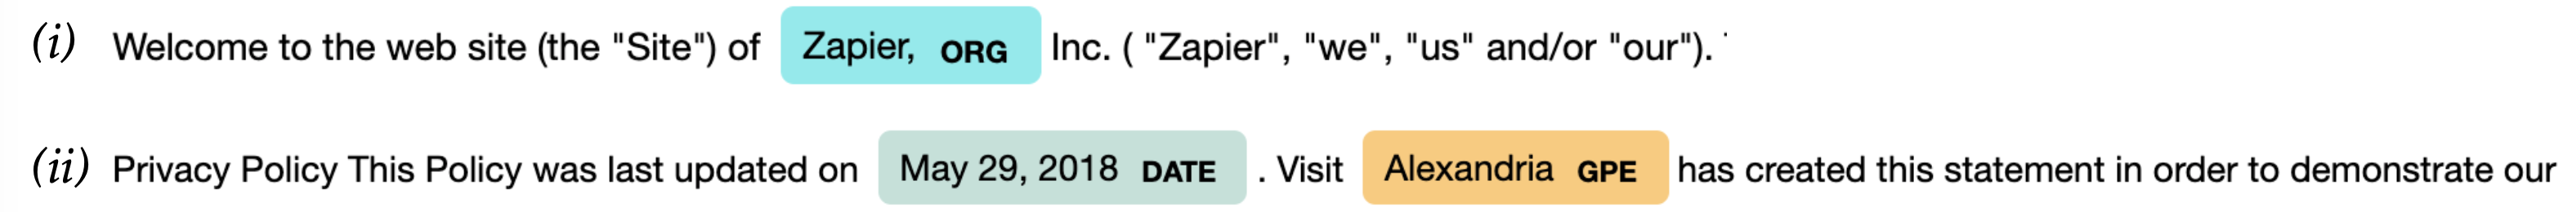 (i) Welcome to the web site (the "Site") of Zapier, ORG Inc. ( "Zapier", "we", "us" and/or "our").
(ii) Privacy Policy This Policy was last updated on May 29, 2018 DATE . Visit Alexandria GPE has created this statement in order to demonstrate our